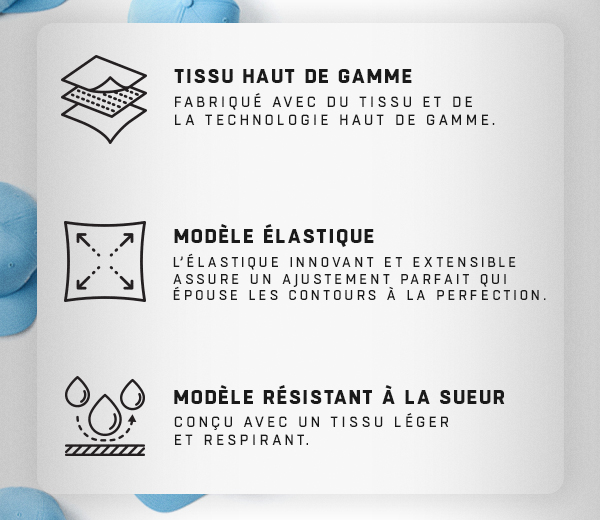 TISSU HAUT DE GAMME
FABRIQUÉ AVEC DU TISSU ET DE
LA TECHNOLOGIE HAUT DE GAMME.
MODÈLE ÉLASTIQUE
L'ÉLASTIQUE INNOVANT ET EXTENSIBLE
ASSURE UN AJUSTEMENT PARFAIT QUI
ÉPOUSE LES CONTOURS À LA PERFECTION.
MODÈLE RÉSISTANT À LA SUEUR
CONÇU AVEC UN TISSU LÉGER
ET RESPIRANT.